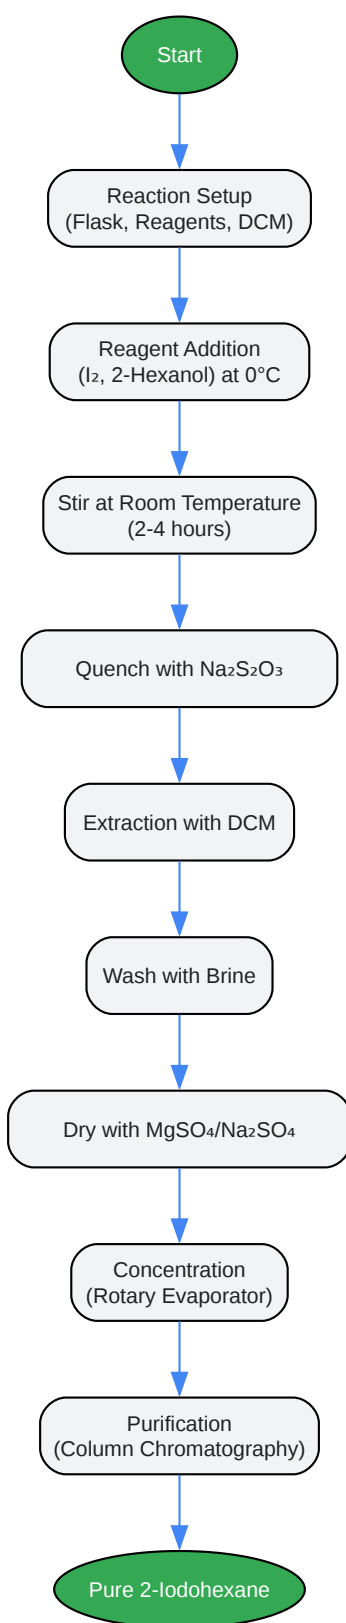 Start
Reaction Setup
(Flask, Reagents, DCM)
Reagent Addition
(I₂, 2-Hexanol) at 0°C
Stir at Room Temperature
(2-4 hours)
Quench with Na₂S₂O₃
Extraction with DCM
Wash with Brine
Dry with MgSO₄/Na₂SO₄
Concentration
(Rotary Evaporator)
Purification
(Column Chromatography)
Pure 2-Iodohexane